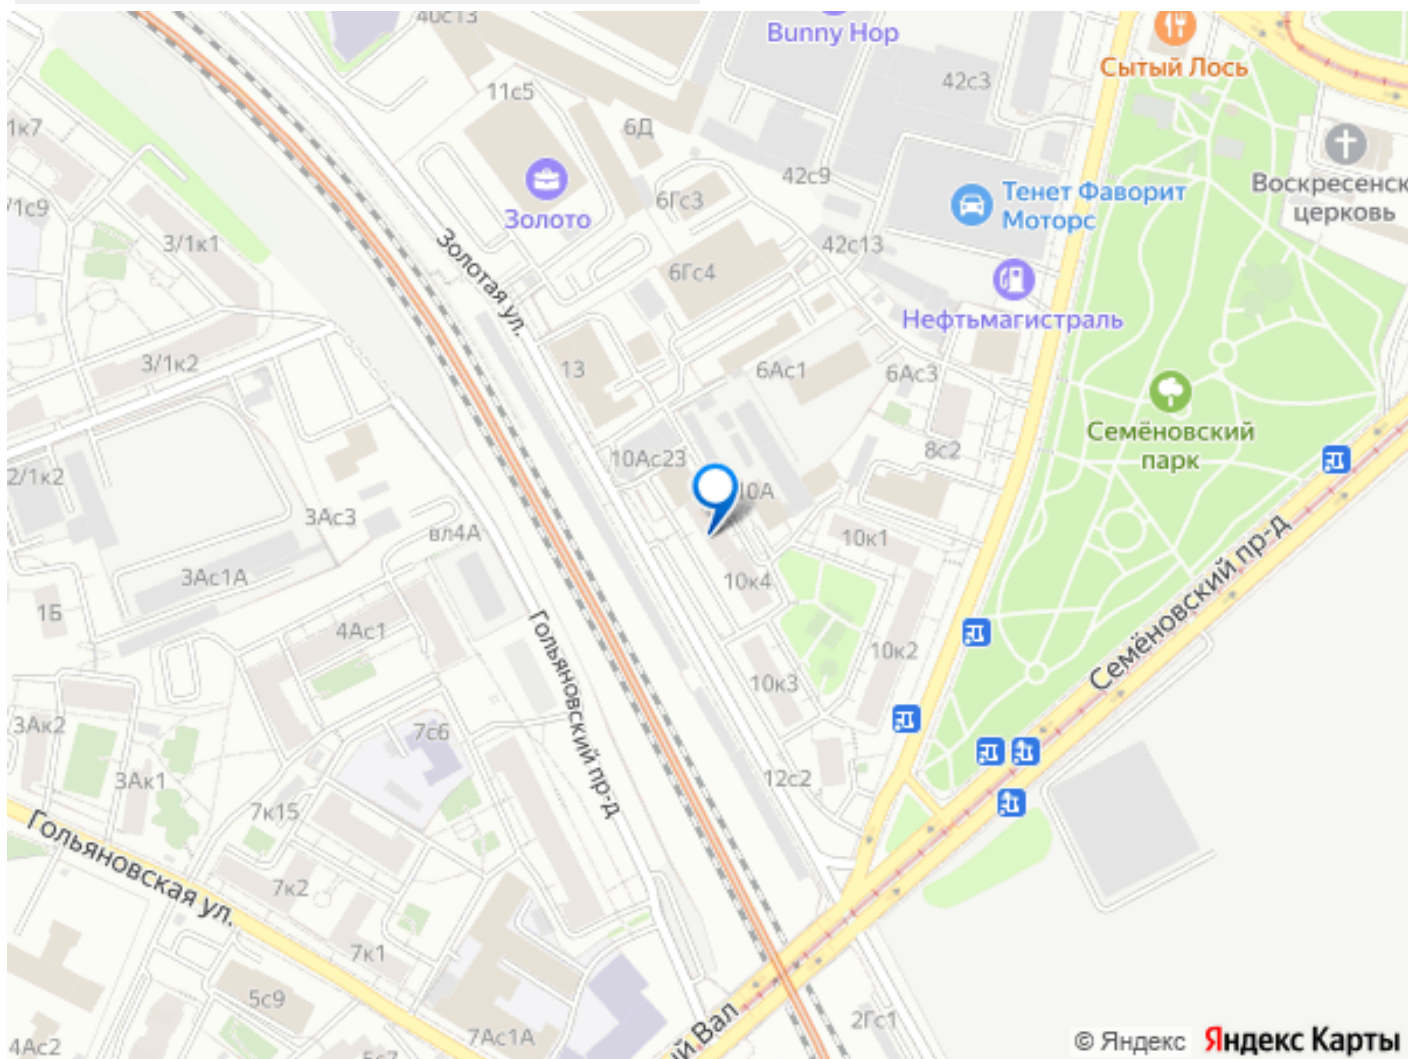 40с13
Bunny Hop
Сытый Лось
42с3
11с5
6Д
1к7
42с9
Воскресенск
церковь
6Гс3
Тенет Фаворит
Моторс
Золото
/1с9
3/1к1
42с13
Золотая ул.
6Гс4
Нефтьмагистраль
3/1к2
13
6Ас1
6Ас3
Семёновский
парк
8с2
10Ас23
2/1к2
10А
3Ас3
вл4А
10к1
3Ас1А
10к4
1Б
4Ас1
Гольяновский пр-д
Семёновский пр-д
10к2
10к3
3Ак2
7с6
12с2
3Ак1
7к15
Гольяновская ул.
7к2
7к1
5с9
2Гс1
7Ас1А
ый Вал
4Ас2
5с7
© Яндекс Яндекс Карты